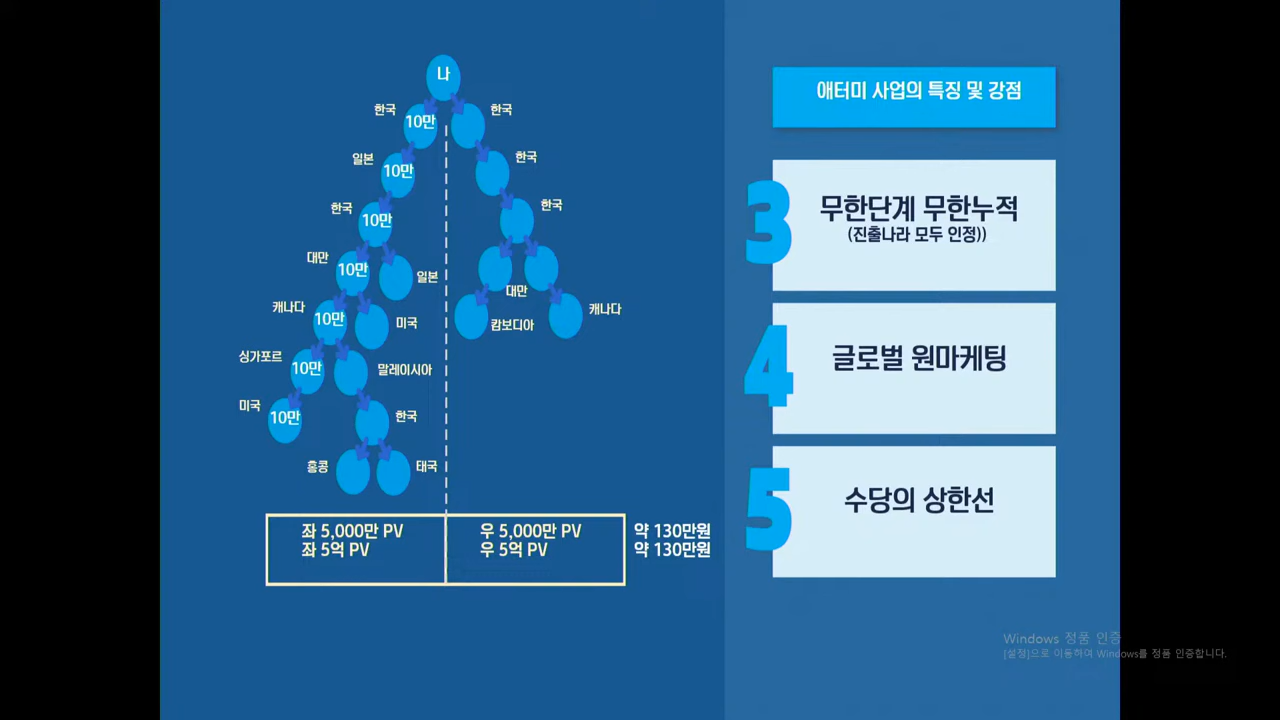 나
한국
10만
한국
일본
10만
한국
한국
10만
한국
대만
10만
일본
대만
캐나다
10만
미국
캄보디아
캐나다
싱가포르
10만
말레이시아
미국
10만
한국
홍콩
태국
좌 5,000만 PV
좌 5억 PV
우 5,000만 PV
우 5억 PV
약 130만원
약 130만원
애터미 사업의 특징 및 강점
3
무한단계 무한누적
(진출나라 모두 인정))
4
글로벌 원마케팅
5
수당의 상한선
Windows 정품 인증
[설정]으로 이동하여 Windows를 정품 인증합니다.